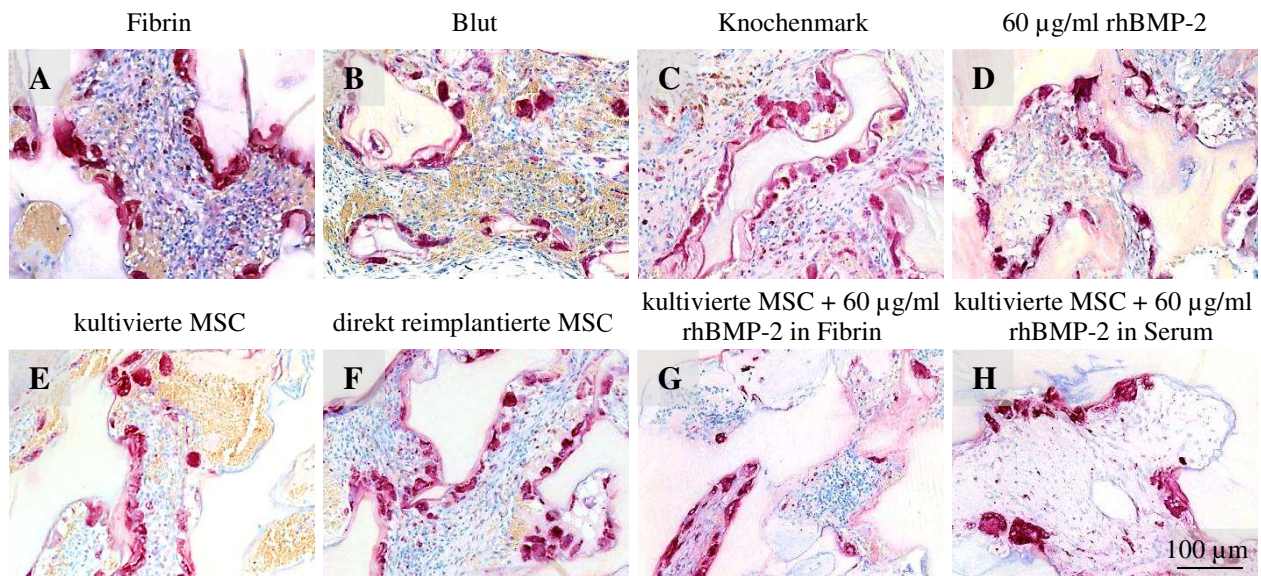 Fibrin
Blut
Knochenmark
60 µg/ml rhBMP-2
A
B
C
D
kultivierte MSC
direkt reimplantierte MSC
kultivierte MSC + 60 µg/ml
rhBMP-2 in Fibrin
kultivierte MSC + 60 µg/ml
rhBMP-2 in Serum
E
F
G
H
100 µm